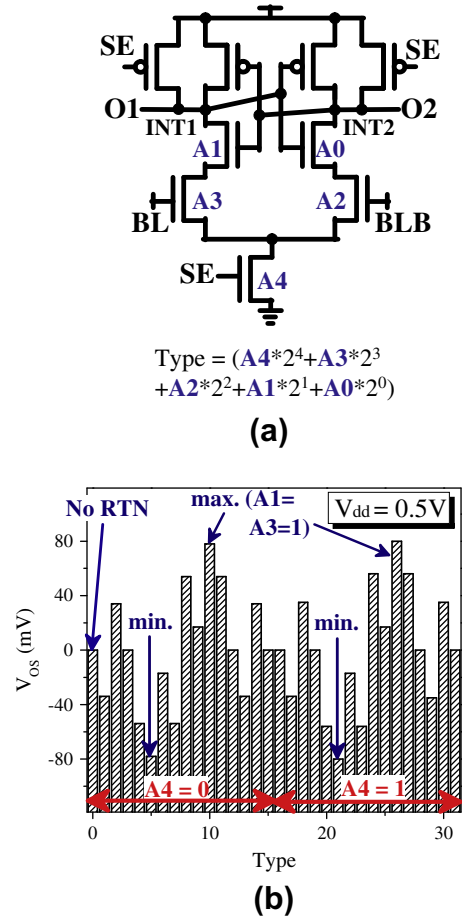 (a)
SE
SE
O1
O2
INT1
INT2
A1
A0
A3
A2
BL
BLB
SE
A4
Type = (A4*2⁴+A3*2³
+A2*2²+A1*2¹+A0*2⁰)
(a)
No RTN
max. (A1=
A3=1)
Vdd = 0.5V
min.
min.
80
40
0
-40
-80
VOS (mV)
A4 = 0
A4 = 1
0
10
20
30
Type
(b)